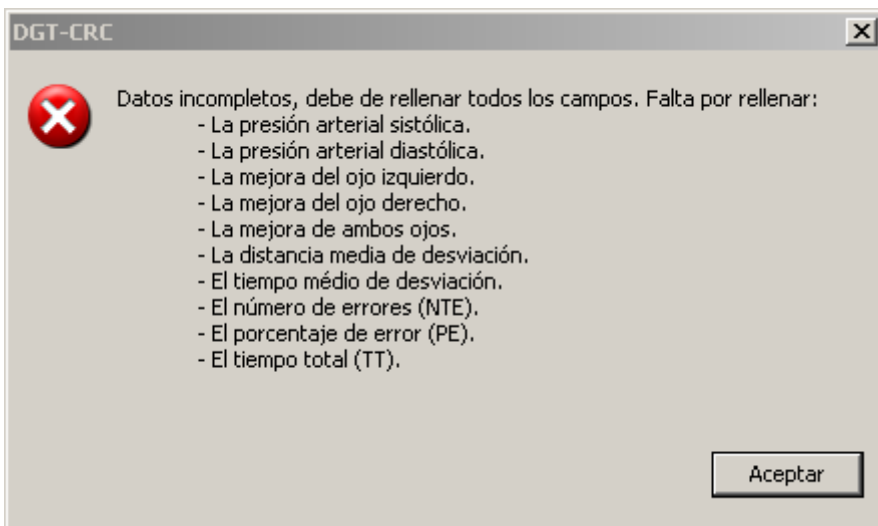 DGT-CRC
Datos incompletos, debe de rellenar todos los campos. Falta por rellenar:
- La presión arterial sistólica.
- La presión arterial diastólica.
- La mejora del ojo izquierdo.
- La mejora del ojo derecho.
- La mejora de ambos ojos.
- La distancia media de desviación.
- El tiempo médio de desviación.
- El número de errores (NTE).
- El porcentaje de error (PE).
- El tiempo total (TT).
Aceptar